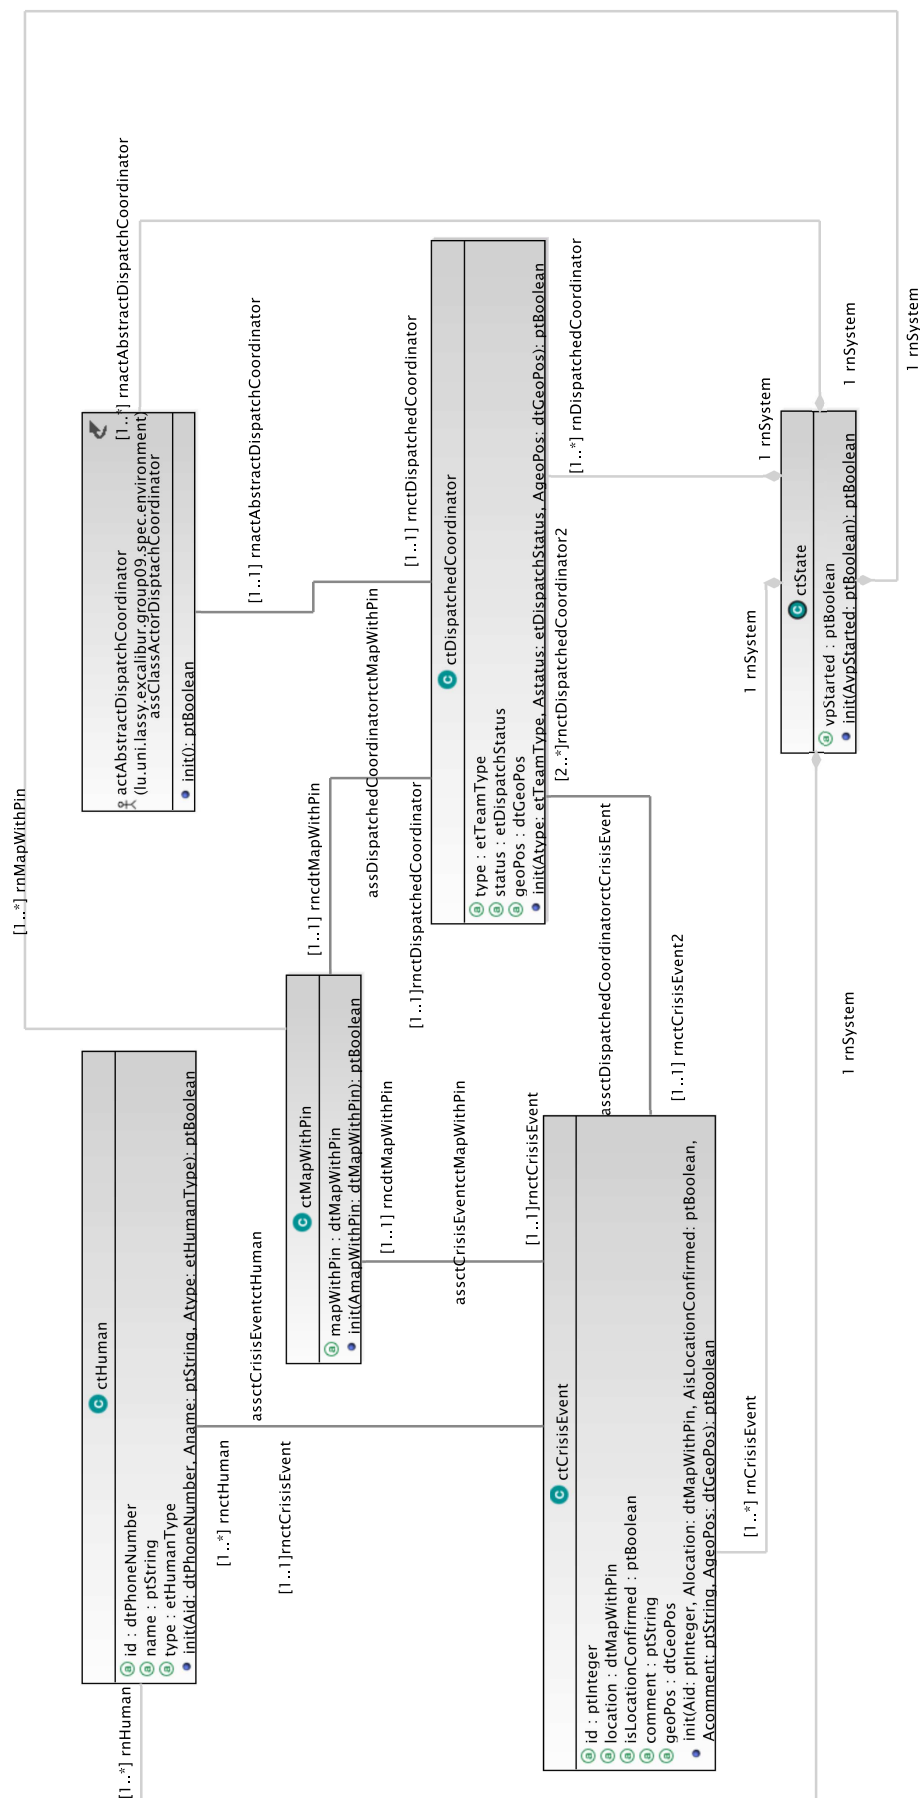 ctHuman
id : dtPhoneNumber
name : ptString
type : etHumanType
init(Aid: dtPhoneNumber, Aname: ptString, Atype: etHumanType): ptBoolean
[1..*] rnHuman
[1..*] rnctHuman
assctCrisisEventctHuman
[1..1]rnctCrisisEvent
[1..*] rnMapWithPin
actAbstractDispatchCoordinator
(lu.uni.lassy.excalibur.group09.spec.environment)
assClassActorDisptachCoordinator
init(): ptBoolean
[1..*] rnactAbstractDispatchCoordinator
[1..1] rnactAbstractDispatchCoordinator
[1..1] rnctDispatchedCoordinator
ctMapWithPin
mapWithPin : dtMapWithPin
init(AmapWithPin: dtMapWithPin): ptBoolean
[1..1] rncdtMapWithPin
assDispatchedCoordinatorctMapWithPin
[1..1]rnctDispatchedCoordinator
[1..1] rncdtMapWithPin
assctCrisisEventctMapWithPin
[1..1]rnctCrisisEvent
ctDispatchedCoordinator
type : etTeamType
status : etDispatchStatus
geoPos : dtGeoPos
init(Atype: etTeamType, Astatus: etDispatchStatus, AgeoPos: dtGeoPos): ptBoolean
[2..*]rnctDispatchedCoordinator2
[1..*] rnDispatchedCoordinator
assctDispatchedCoordinatorctCrisisEvent
[1..1] rnctCrisisEvent2
ctCrisisEvent
id : ptInteger
location : dtMapWithPin
isLocationConfirmed : ptBoolean
comment : ptString
geoPos : dtGeoPos
init(Aid: ptInteger, Alocation: dtMapWithPin, AisLocationConfirmed: ptBoolean,
Acomment: ptString, AgeoPos: dtGeoPos): ptBoolean
[1..*] rnCrisisEvent
1 rnSystem
1 rnSystem
ctState
vpStarted : ptBoolean
init(AvpStarted: ptBoolean): ptBoolean
1 rnSystem
1 rnSystem
1 rnSystem